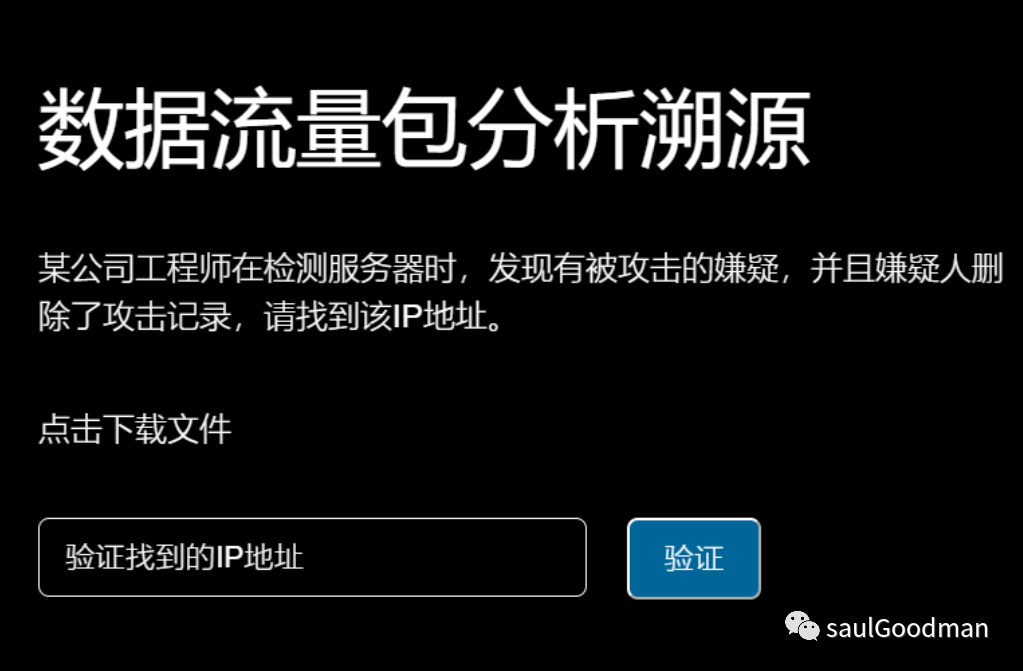 数据流量包分析溯源
某公司工程师在检测服务器时，发现有被攻击的嫌疑，并且嫌疑人删
除了攻击记录，请找到该IP地址。
点击下载文件
验证找到的IP地址
验证
saulGoodman